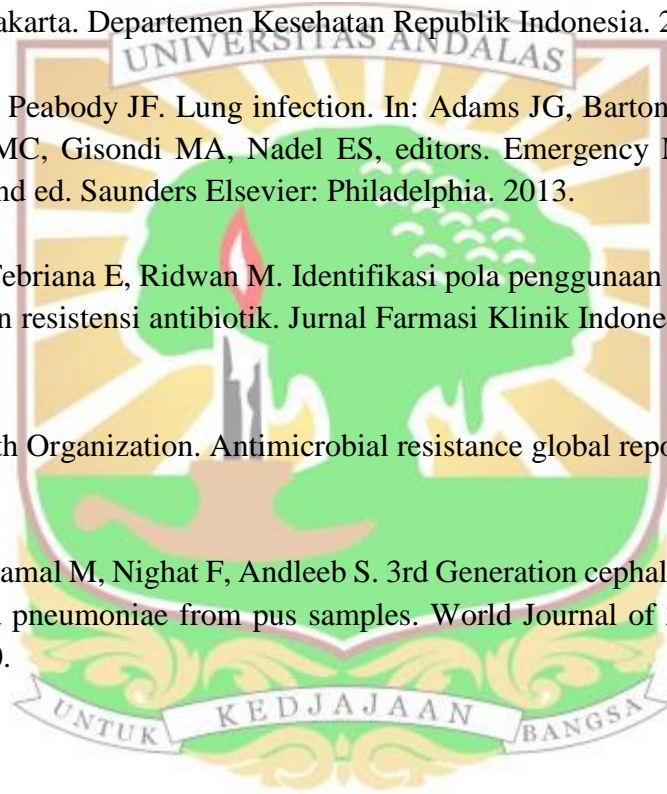 akarta. Departemen Kesehatan Republik Indonesia. 2
UNIVERSITAS ANDALAS
Peabody JF. Lung infection. In: Adams JG, Barton
MC, Gisondi MA, Nadel ES, editors. Emergency M
nd ed. Saunders Elsevier: Philadelphia. 2013.
ebriana E, Ridwan M. Identifikasi pola penggunaan
n resistensi antibiotik. Jurnal Farmasi Klinik Indone
th Organization. Antimicrobial resistance global repo
amal M, Nighat F, Andleeb S. 3rd Generation cephal
pneumoniae from pus samples. World Journal of
UNTUK KEDJAJAAN BANGSA